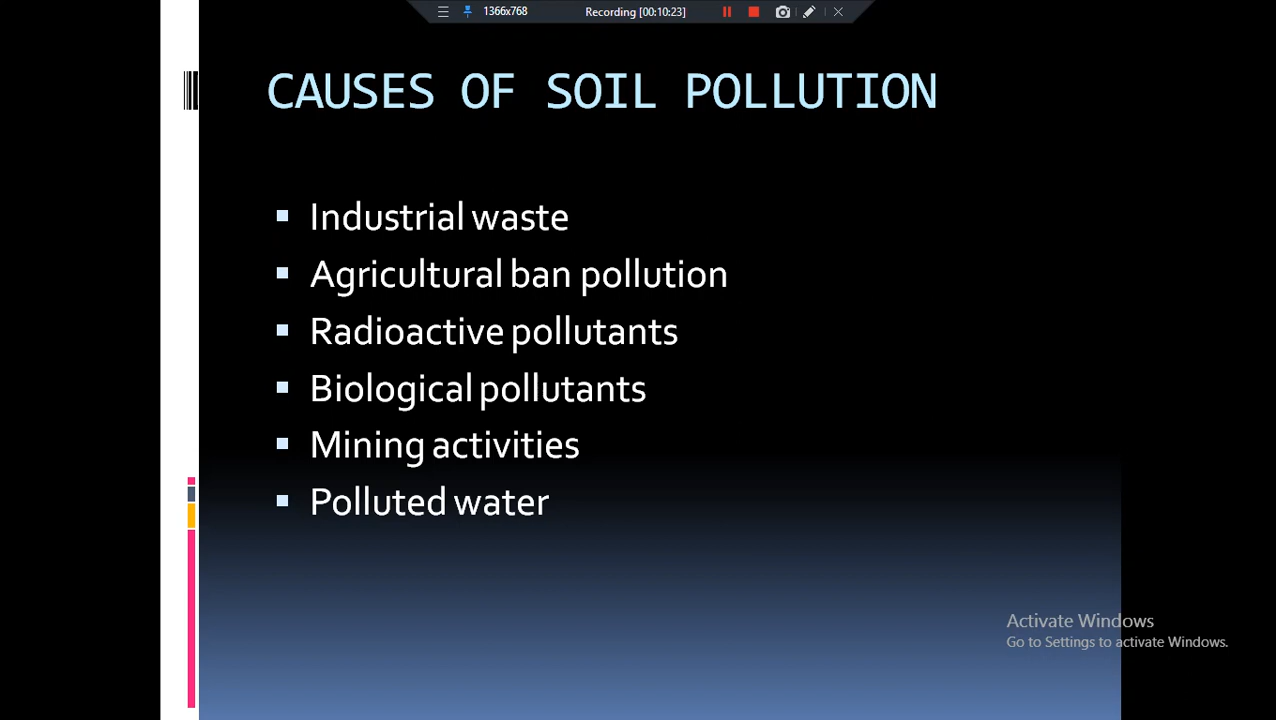 1366x768
Recording [00:10:23]
CAUSES OF SOIL POLLUTION
Industrial waste
Agricultural ban pollution
Radioactive pollutants
Biological pollutants
Mining activities
Polluted water
Activate Windows
Go to Settings to activate Windows.